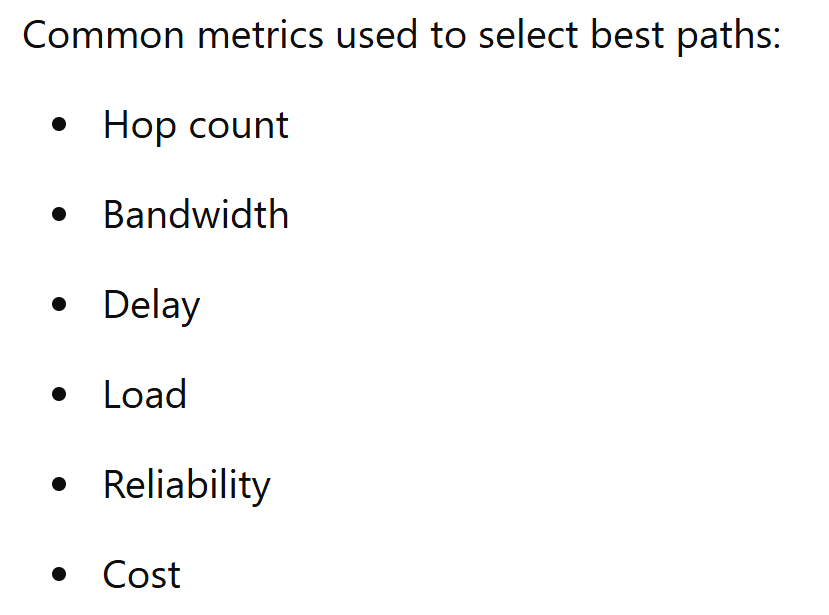 Common metrics used to select best paths:
• Hop count
• Bandwidth
• Delay
• Load
• Reliability
• Cost